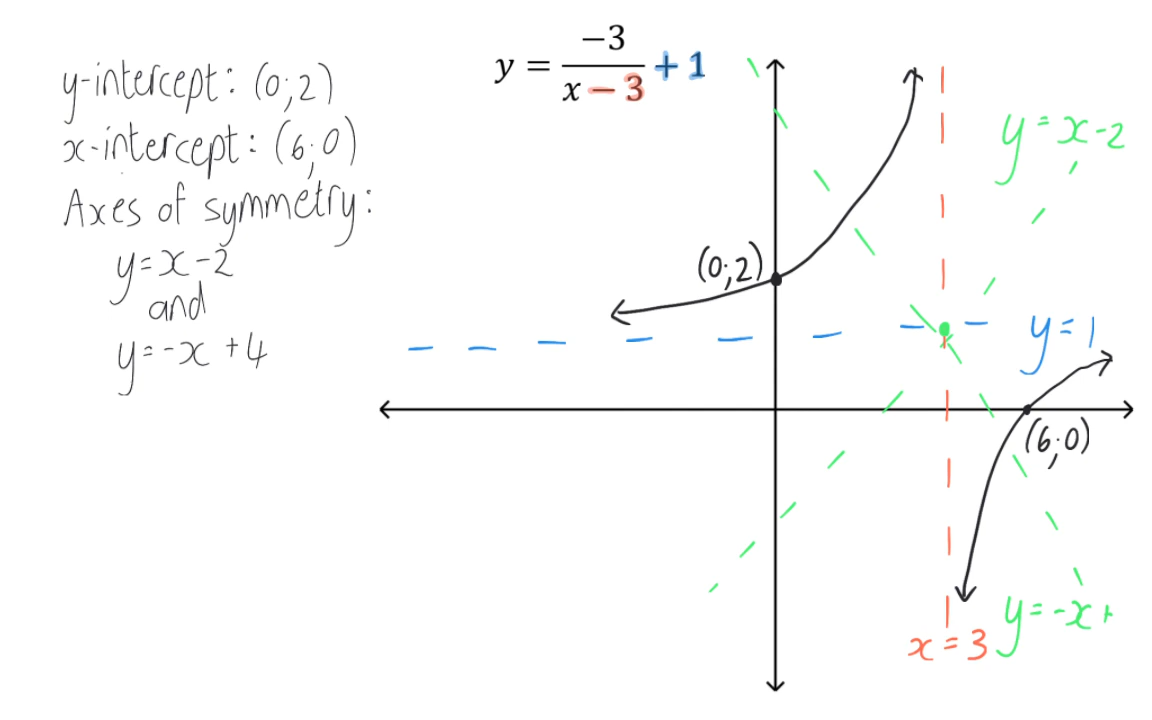 y = -3/(x - 3) + 1
y-intercept: (0;2)
x-intercept: (6;0)
Axes of symmetry:
y=x-2
and
y=-x+4
y=x-2
(0;2)
y=1
(6;0)
x=3
y=-x+